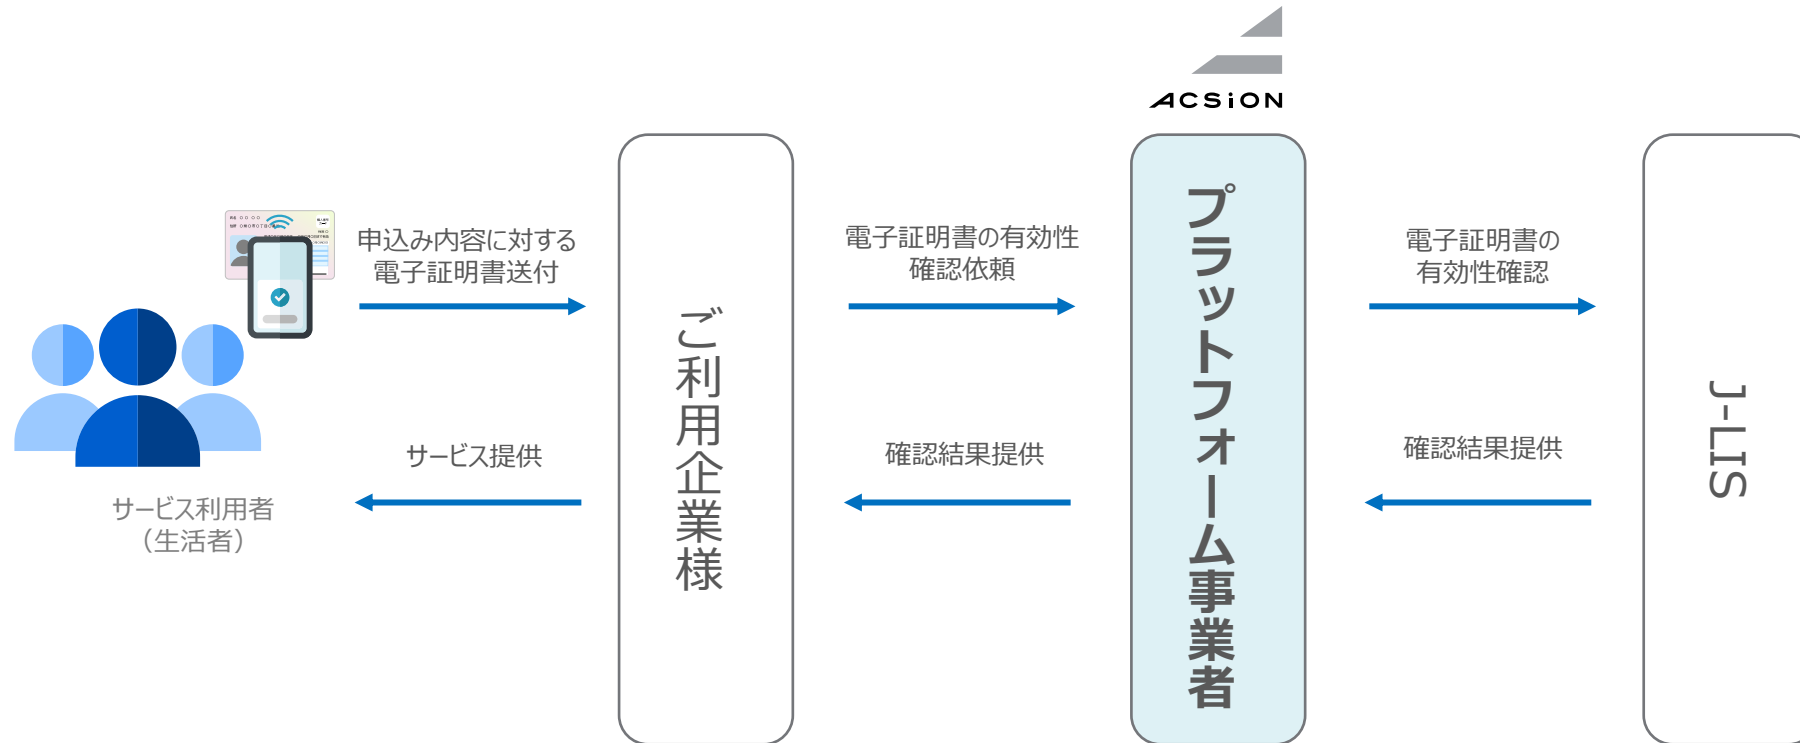 ACSiON
申込み内容に対する
電子証明書送付
電子証明書の有効性
確認依頼
電子証明書の
有効性確認
ご利用企業様
プラットフォーム事業者
J-LIS
サービス提供
確認結果提供
確認結果提供
サービス利用者
（生活者）